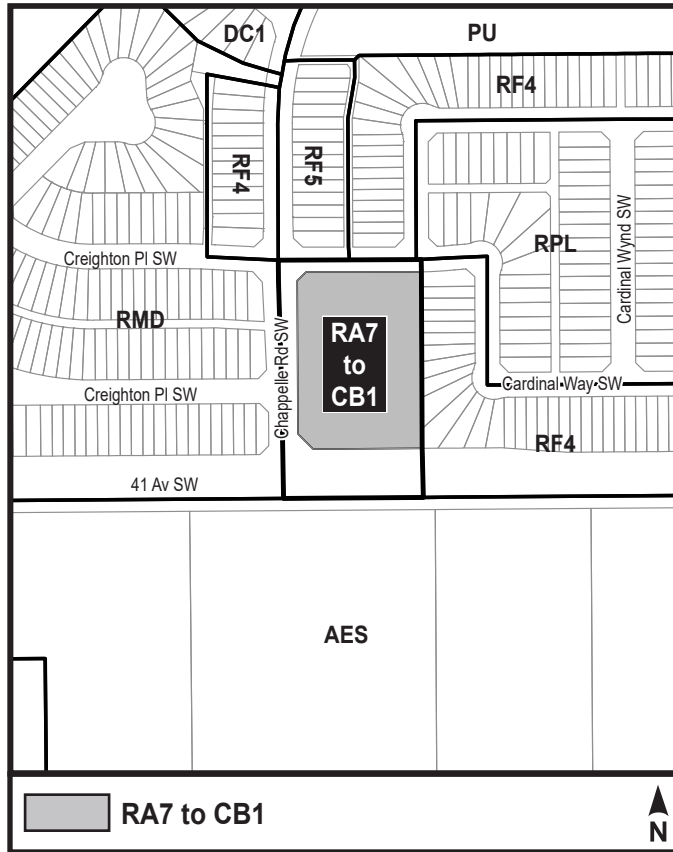 DC1
PU
RF4
RF4
RF5
Cardinal Wynd SW
RPL
Creighton Pl SW
RMD
Chappelle Rd SW
RA7
to
CB1
Creighton Pl SW
Cardinal Way SW
RF4
41 Av SW
AES
RA7 to CB1
N